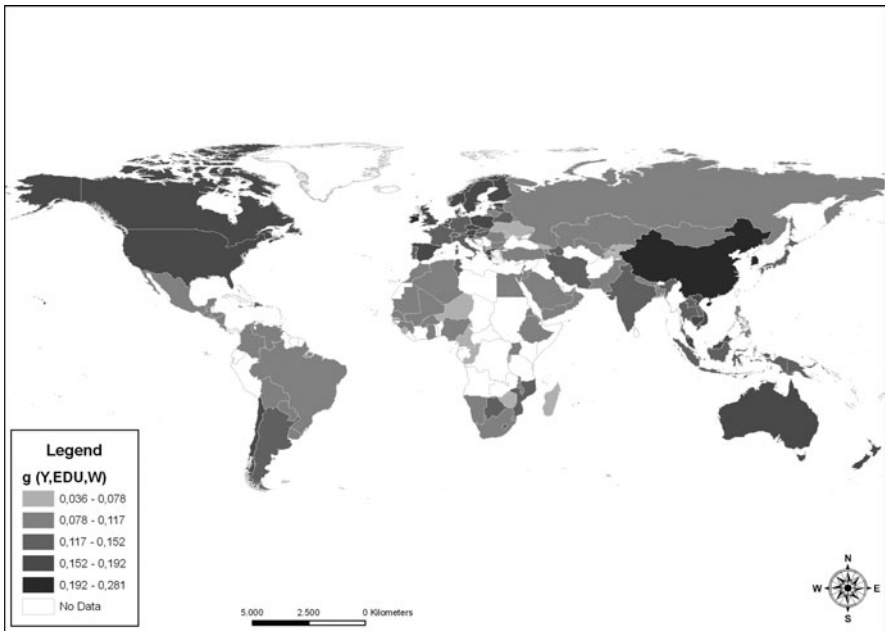 Legend
g (Y,EDU,W)
0,036 - 0,078
0,078 - 0,117
0,117 - 0,152
0,152 - 0,192
0,192 - 0,281
No Data
5.000 2.500 0 Kilometers
N
W E
S